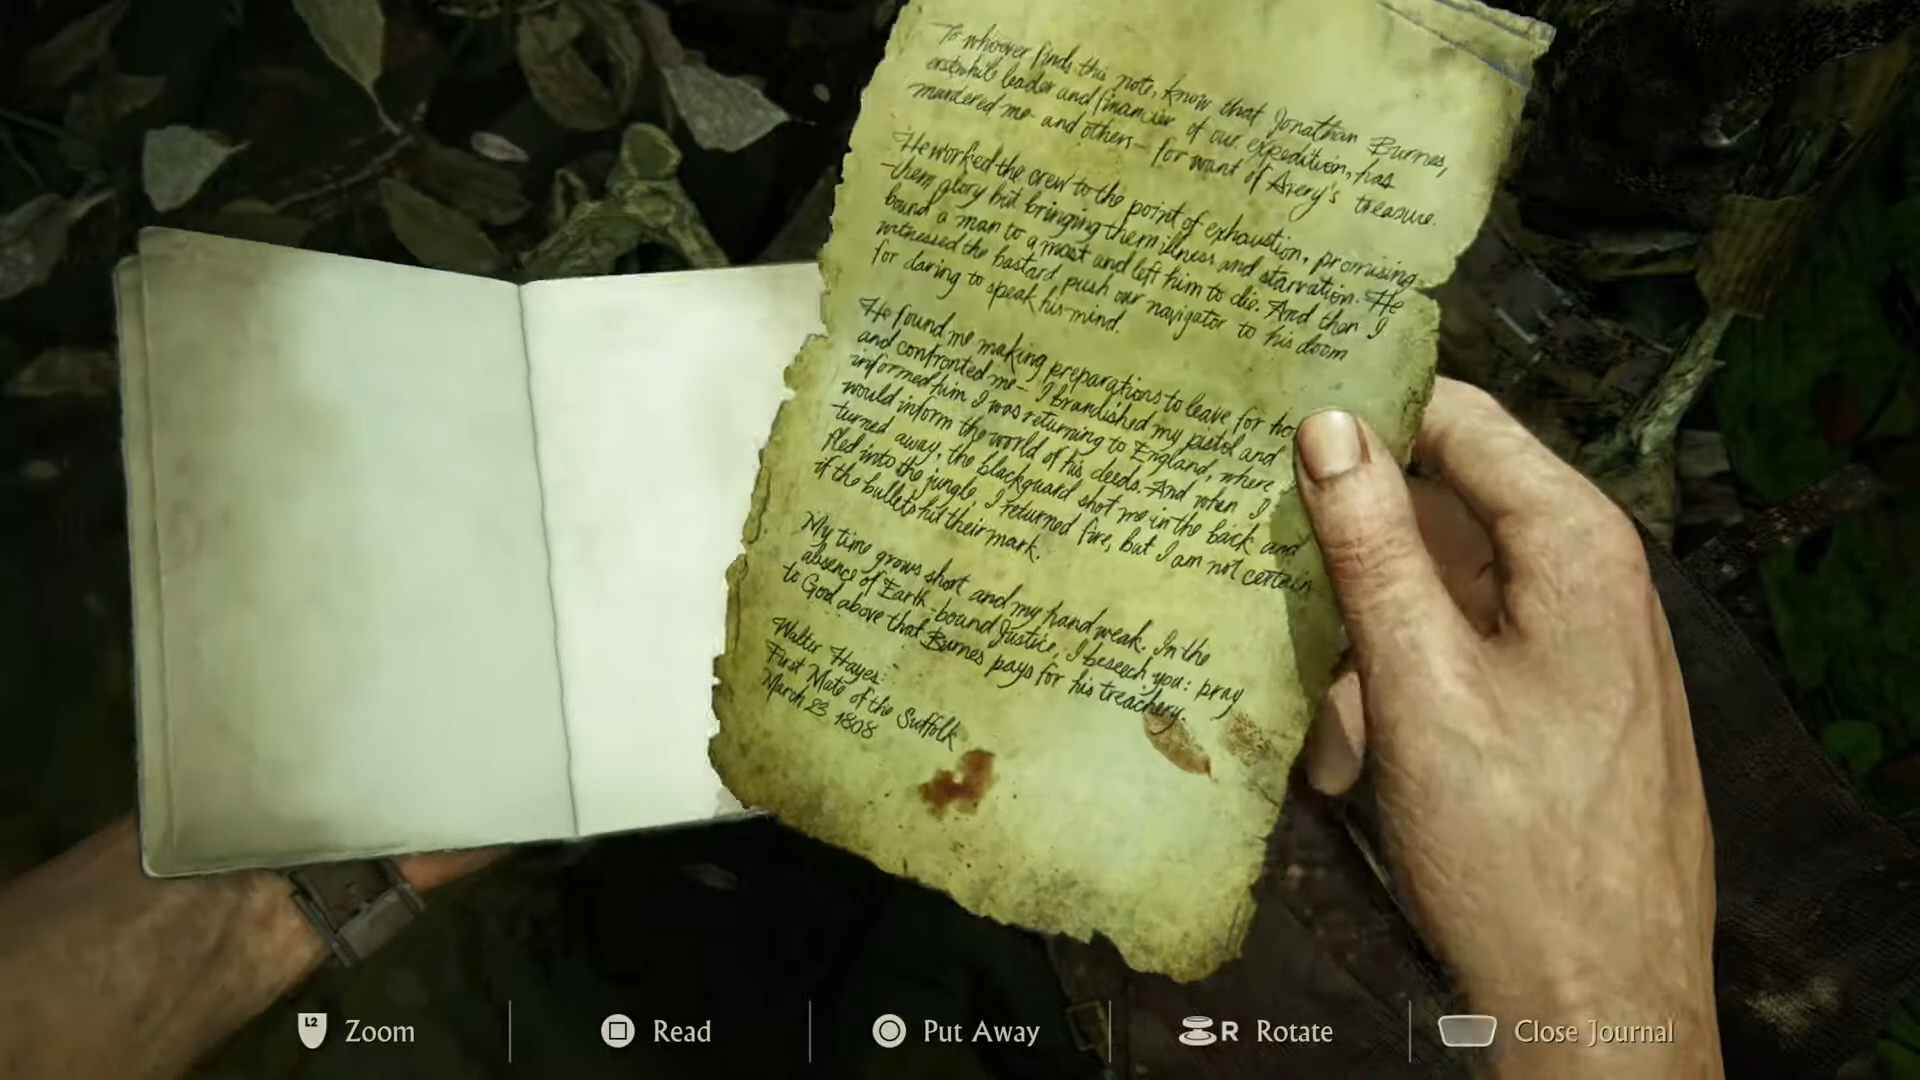 To whoever finds this note, know that Jonathan Burnes,
erstwhile leader and financier of our expedition, has
murdered me - and others - for want of Avery's treasure.
He worked the crew to the point of exhaustion, promising
them glory but bringing them illness and starvation. He
bound a man to a mast and left him to die. And then I
witnessed the bastard push our navigator to his doom
for daring to speak his mind.
He found me making preparations to leave for ho
and confronted me - I brandished my pistol and
informed him I was returning to England, where I
would inform the world of his deeds. And when I
turned away, the blackguard shot me in the back and
fled into the jungle. I returned fire, but I am not certain
if the bullets hit their mark.
My time grows short and my hand weak. In the
absence of Earth-bound Justice, I beseech you: pray
to God above that Burnes pays for his treachery.
Walter Hayes:
First Mate of the Suffolk
March 23 1808
L2 Zoom
Read
Put Away
R Rotate
Close Journal